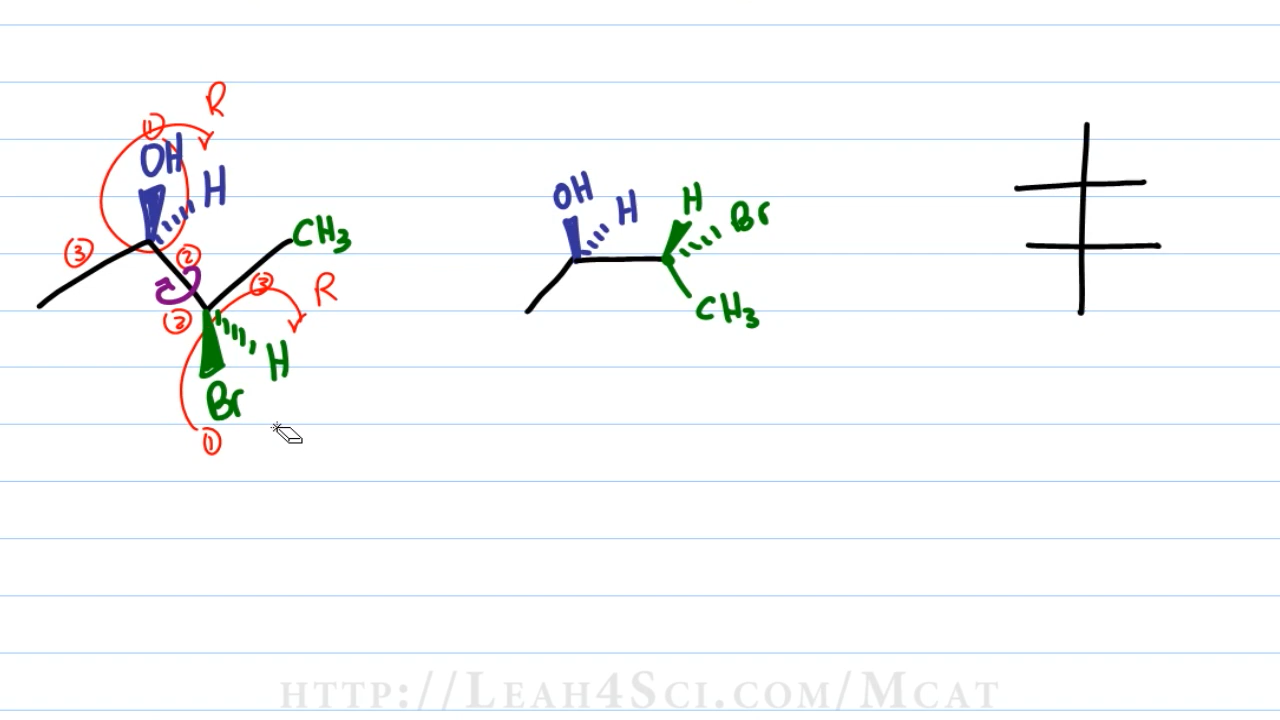 R
①
OH
H
③
②
CH3
③
R
②
H
Br
①
OH
H
H
Br
CH3
HTTP://LEAH4SCI.COM/MCAT